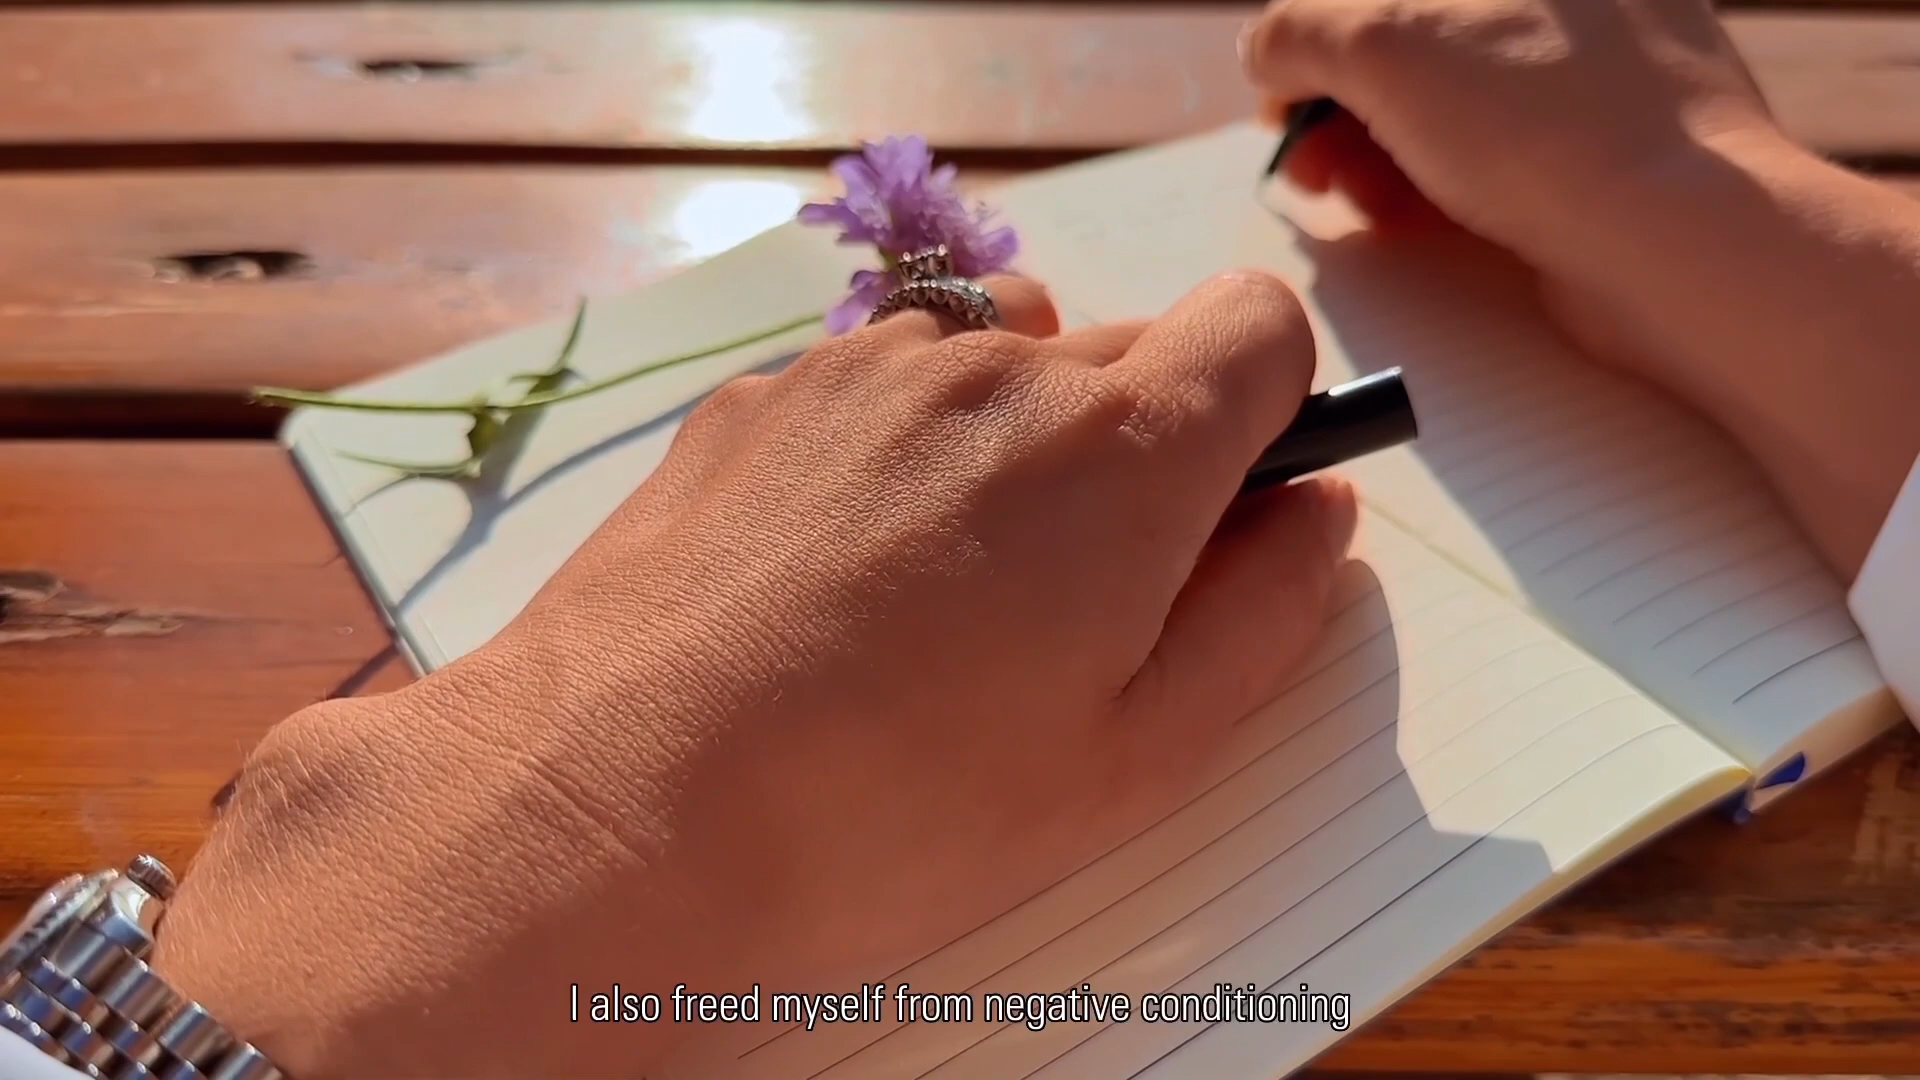 I also freed myself from negative conditioning